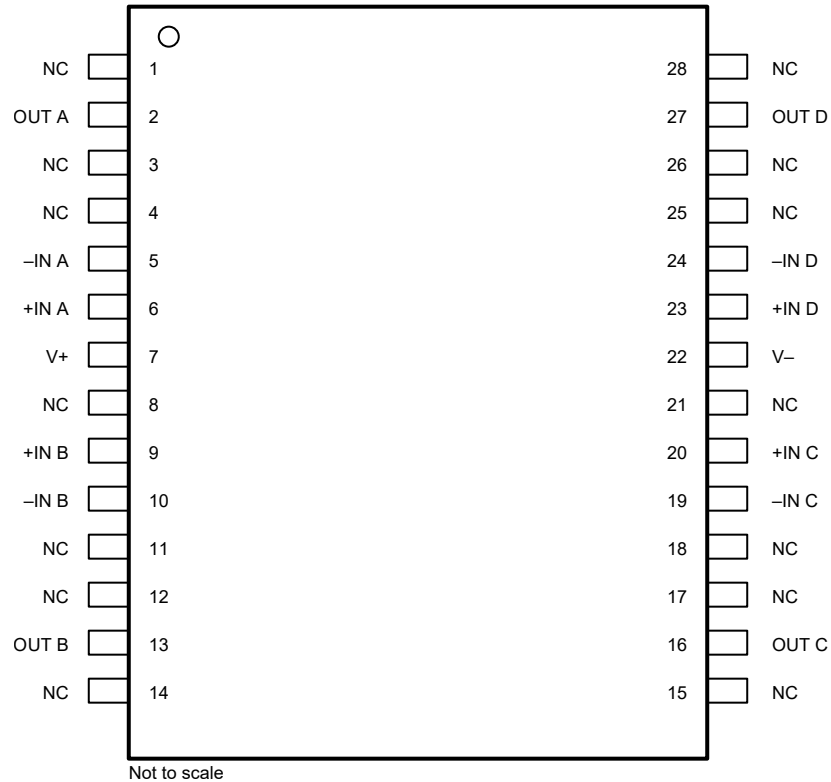 NC 1 28 NC
OUT A 2 27 OUT D
NC 3 26 NC
NC 4 25 NC
–IN A 5 24 –IN D
+IN A 6 23 +IN D
V+ 7 22 V–
NC 8 21 NC
+IN B 9 20 +IN C
–IN B 10 19 –IN C
NC 11 18 NC
NC 12 17 NC
OUT B 13 16 OUT C
NC 14 15 NC
Not to scale